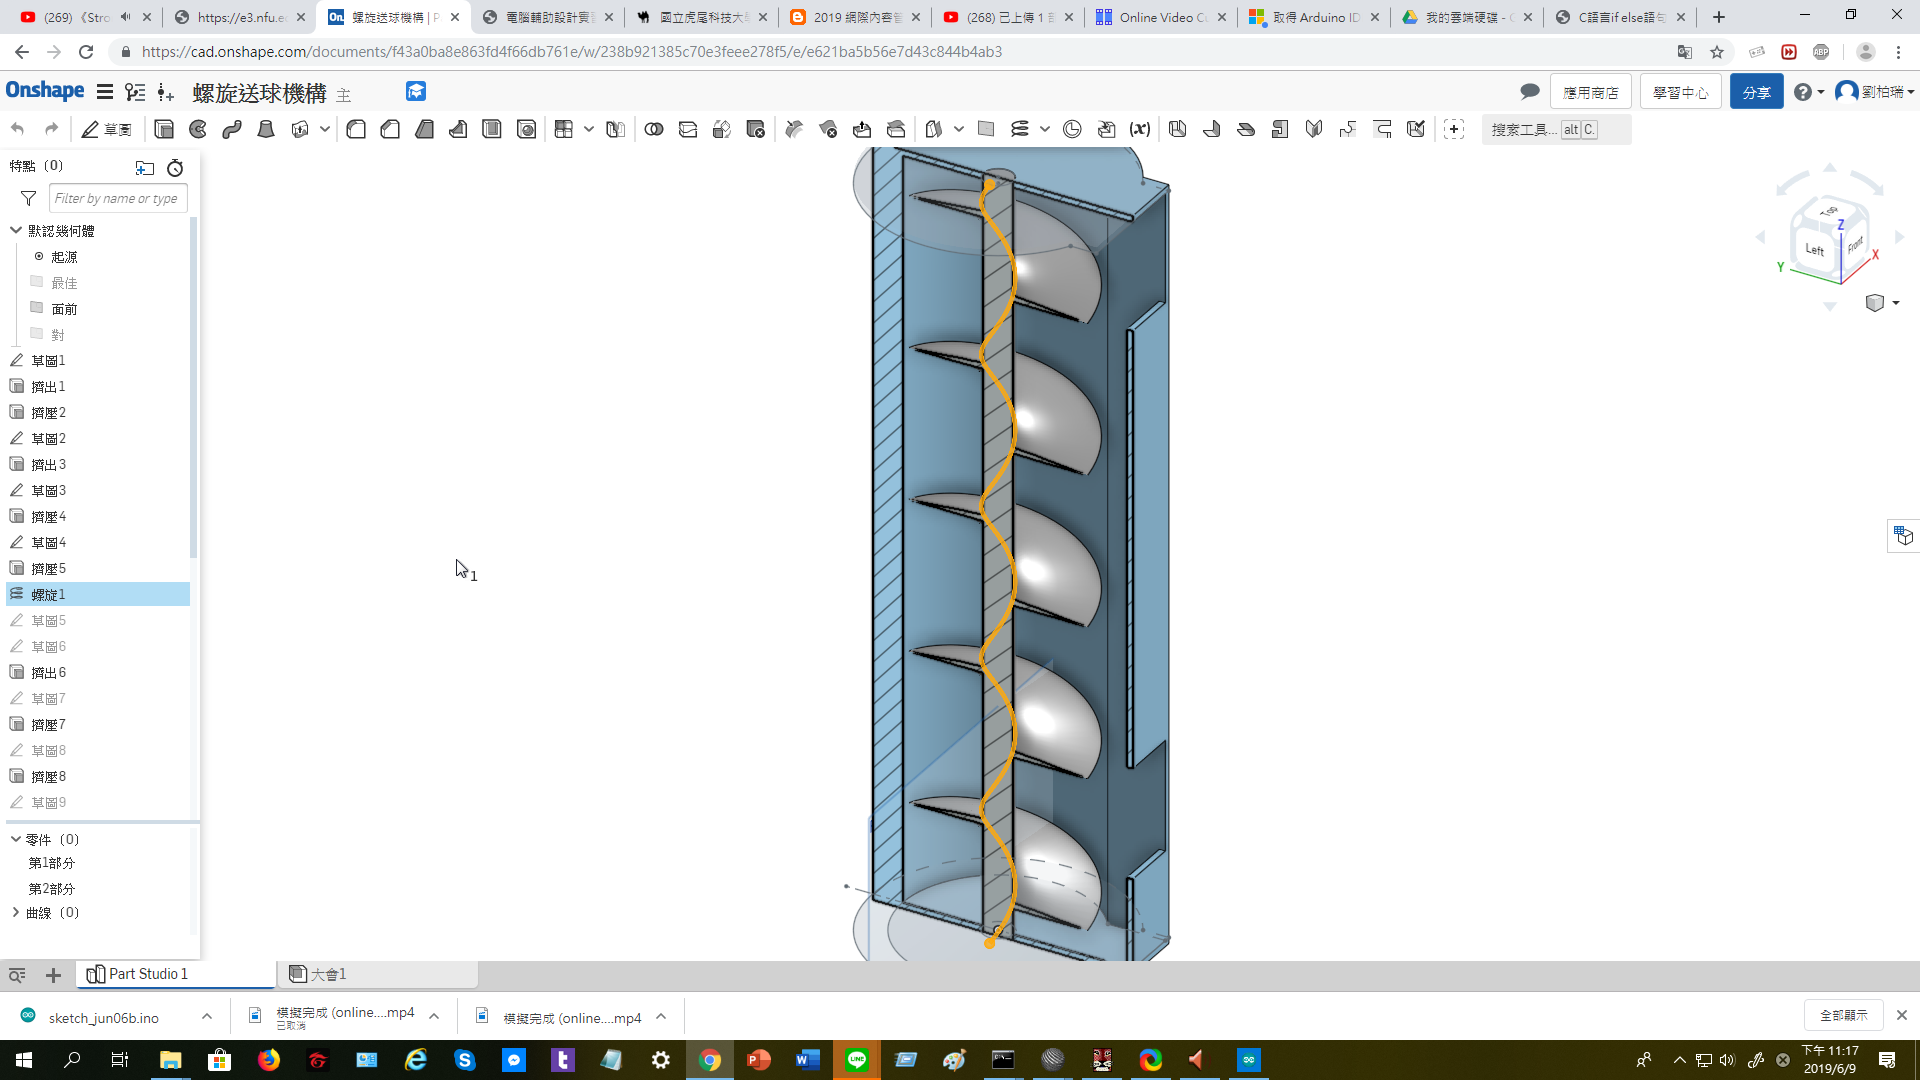 (269) 《Stro
https://e3.nfu.e
螺旋送球機構 | P
電腦輔助設計實
國立虎尾科技大
2019 網際內容管
(268) 已上傳 1 部
Online Video Cu
取得 Arduino ID
我的雲端硬碟 -
C語言if else語句
https://cad.onshape.com/documents/f43a0ba8e863fd4f66db761e/w/238b921385c70e3feee278f5/e/e621ba5b56e7d43c844b4ab3
ABP
Onshape
螺旋送球機構 主
應用商店
學習中心
分享
劉柏瑞
草圖
(x)
搜索工具... alt C.
特點 (0)
Filter by name or type
默認幾何體
起源
最佳
面前
對
草圖1
擠出1
擠壓2
草圖2
擠出3
草圖3
擠壓4
草圖4
擠壓5
螺旋1
草圖5
草圖6
擠出6
草圖7
擠壓7
草圖8
擠壓8
草圖9
零件 (0)
第1部分
第2部分
曲線 (0)
1
Top
Left
Front
Z
X
Y
Part Studio 1
大會1
sketch_jun06b.ino
模擬完成 (online....mp4
已取消
模擬完成 (online....mp4
全部顯示
下午 11:17
2019/6/9